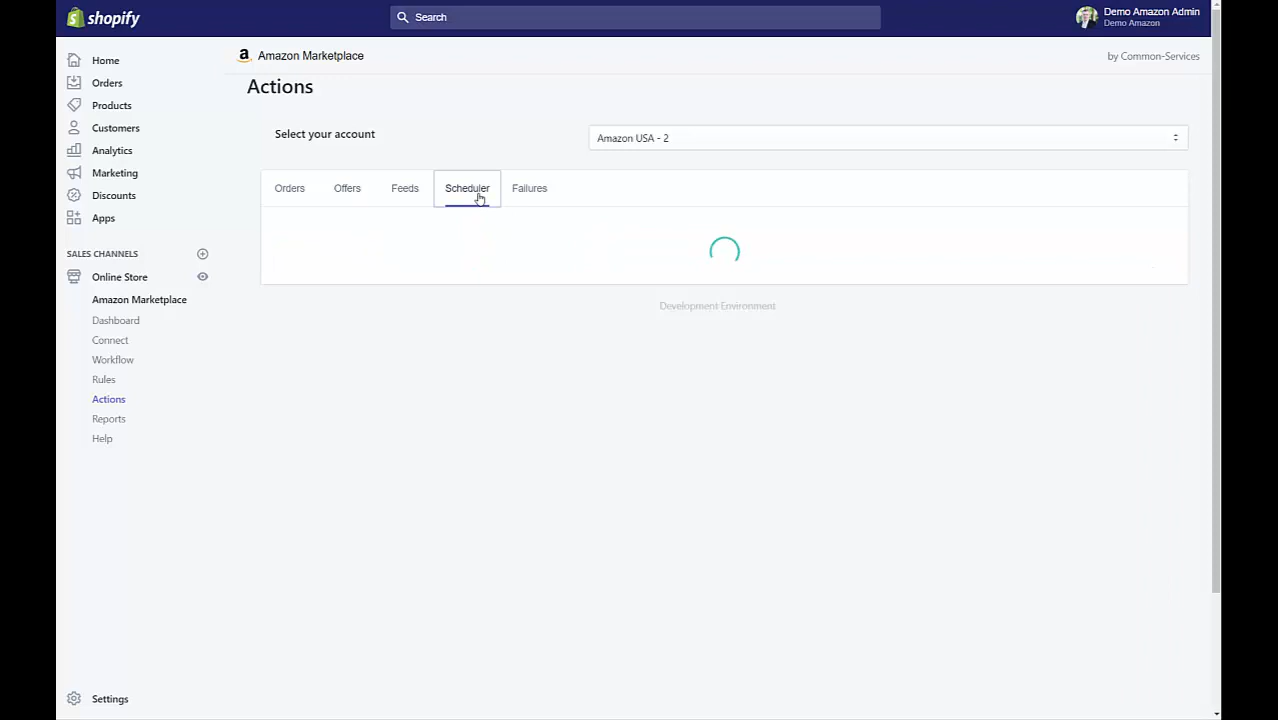 shopify
Search
Demo Amazon Admin
Demo Amazon
Home
Orders
Products
Customers
Analytics
Marketing
Discounts
Apps
SALES CHANNELS
Online Store
Amazon Marketplace
Dashboard
Connect
Workflow
Rules
Actions
Reports
Help
Settings
a Amazon Marketplace
by Common-Services
Actions
Select your account
Amazon USA - 2
Orders Offers Feeds Scheduler Failures
Development Environment